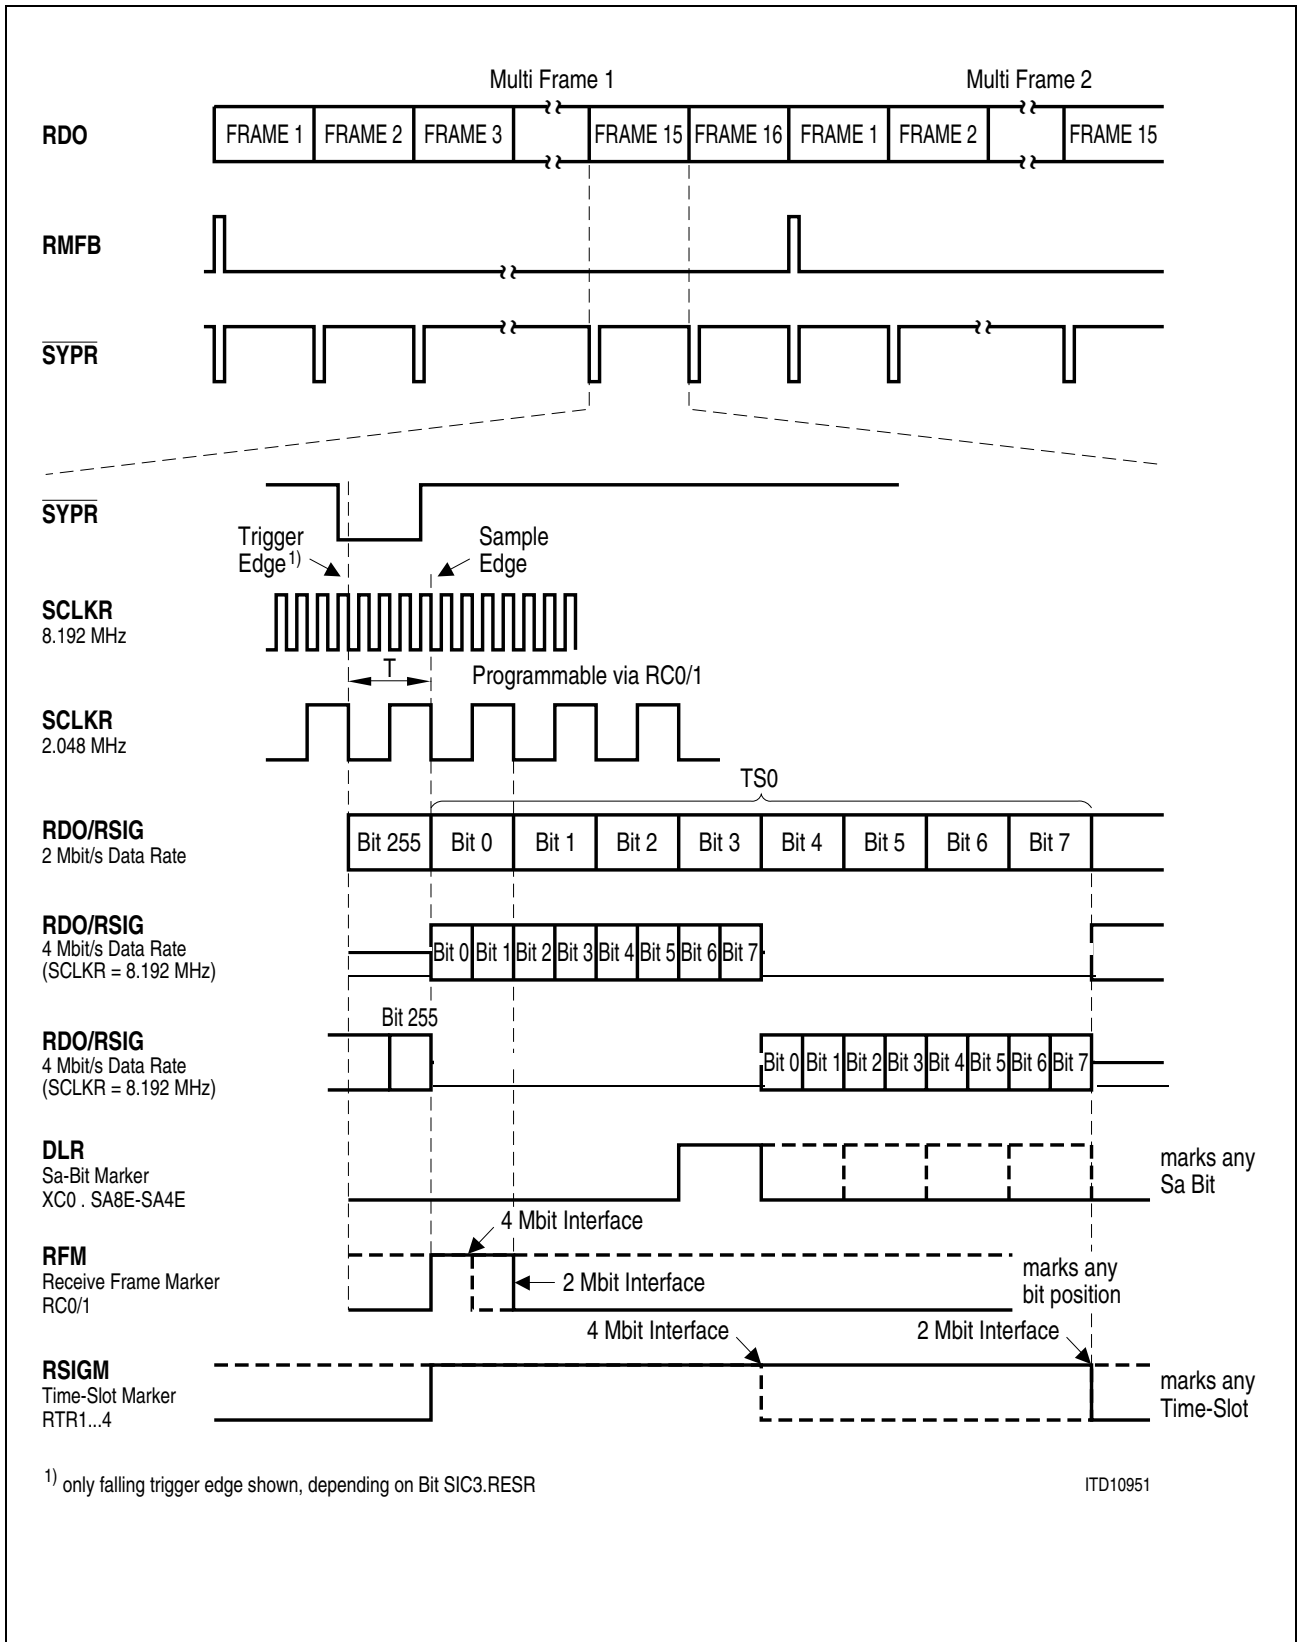 Multi Frame 1 Multi Frame 2
RDO FRAME 1 FRAME 2 FRAME 3 FRAME 15 FRAME 16 FRAME 1 FRAME 2 FRAME 15
RMFB
SYPR
SYPR
Trigger
Edge 1)
Sample
Edge
SCLKR
8.192 MHz
T Programmable via RC0/1
SCLKR
2.048 MHz
TS0
RDO/RSIG
2 Mbit/s Data Rate
Bit 255 Bit 0 Bit 1 Bit 2 Bit 3 Bit 4 Bit 5 Bit 6 Bit 7
RDO/RSIG
4 Mbit/s Data Rate
(SCLKR = 8.192 MHz)
Bit 0 Bit 1 Bit 2 Bit 3 Bit 4 Bit 5 Bit 6 Bit 7
Bit 255
RDO/RSIG
4 Mbit/s Data Rate
(SCLKR = 8.192 MHz)
Bit 0 Bit 1 Bit 2 Bit 3 Bit 4 Bit 5 Bit 6 Bit 7
DLR
Sa-Bit Marker
XC0 . SA8E-SA4E
marks any
Sa Bit
4 Mbit Interface
RFM
Receive Frame Marker
RC0/1
2 Mbit Interface
marks any
bit position
4 Mbit Interface 2 Mbit Interface
RSIGM
Time-Slot Marker
RTR1...4
marks any
Time-Slot
1) only falling trigger edge shown, depending on Bit SIC3.RESR
ITD10951